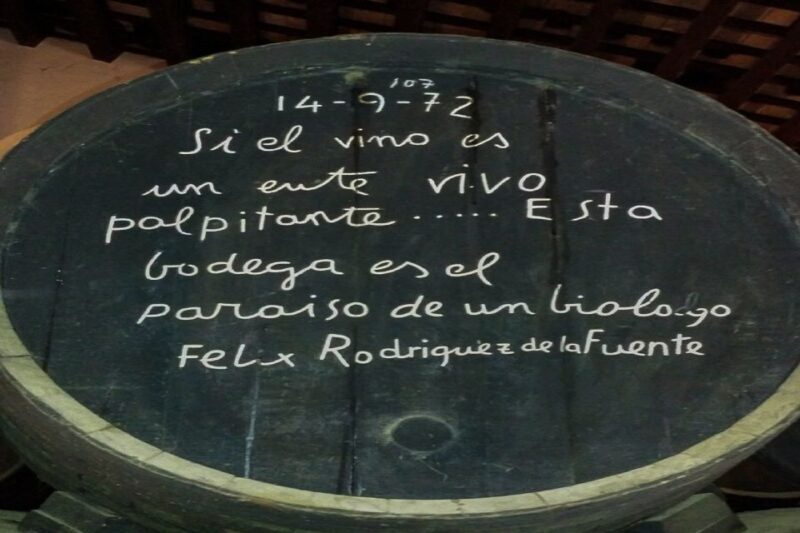 107
14-9-72
Si el vino es
un ente vivo
palpitante ..... Esta
bodega es el
paraiso de un biologo
Felix Rodriguez de la Fuente